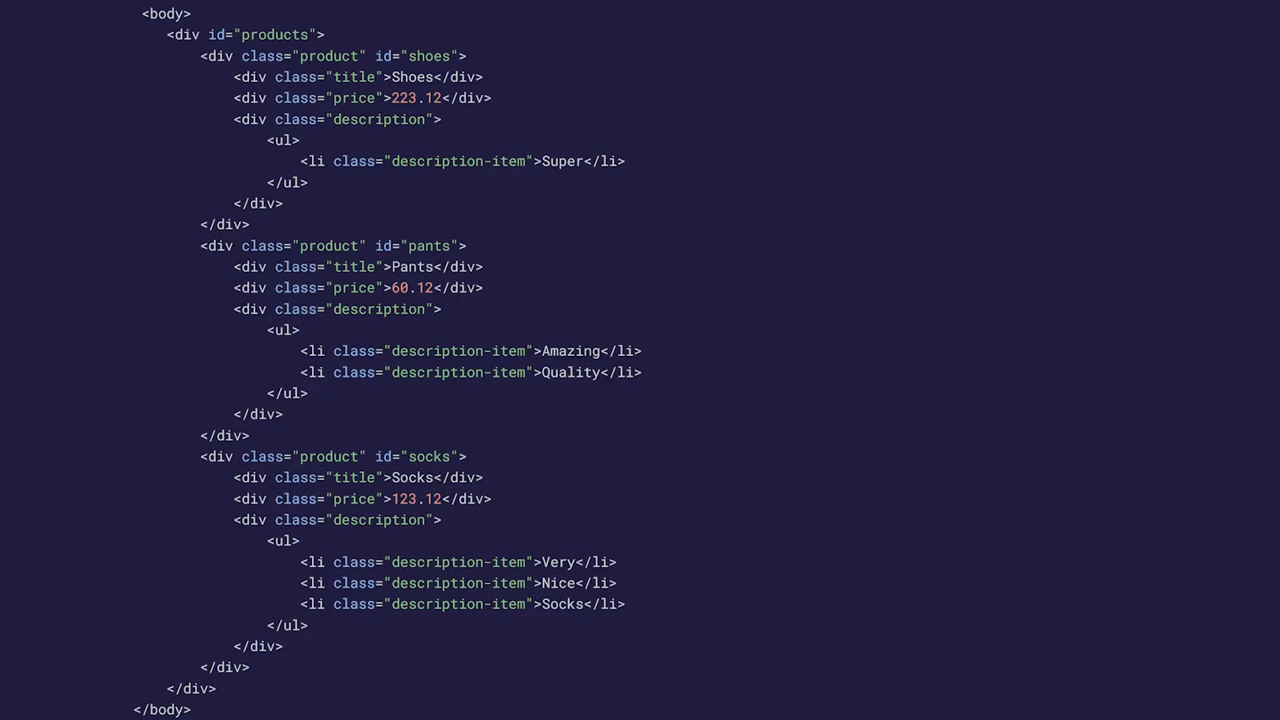 <body>
<div id="products">
<div class="product" id="shoes">
<div class="title">Shoes</div>
<div class="price">223.12</div>
<div class="description">
<ul>
<li class="description-item">Super</li>
</ul>
</div>
</div>
<div class="product" id="pants">
<div class="title">Pants</div>
<div class="price">60.12</div>
<div class="description">
<ul>
<li class="description-item">Amazing</li>
<li class="description-item">Quality</li>
</ul>
</div>
</div>
<div class="product" id="socks">
<div class="title">Socks</div>
<div class="price">123.12</div>
<div class="description">
<ul>
<li class="description-item">Very</li>
<li class="description-item">Nice</li>
<li class="description-item">Socks</li>
</ul>
</div>
</div>
</div>
</body>